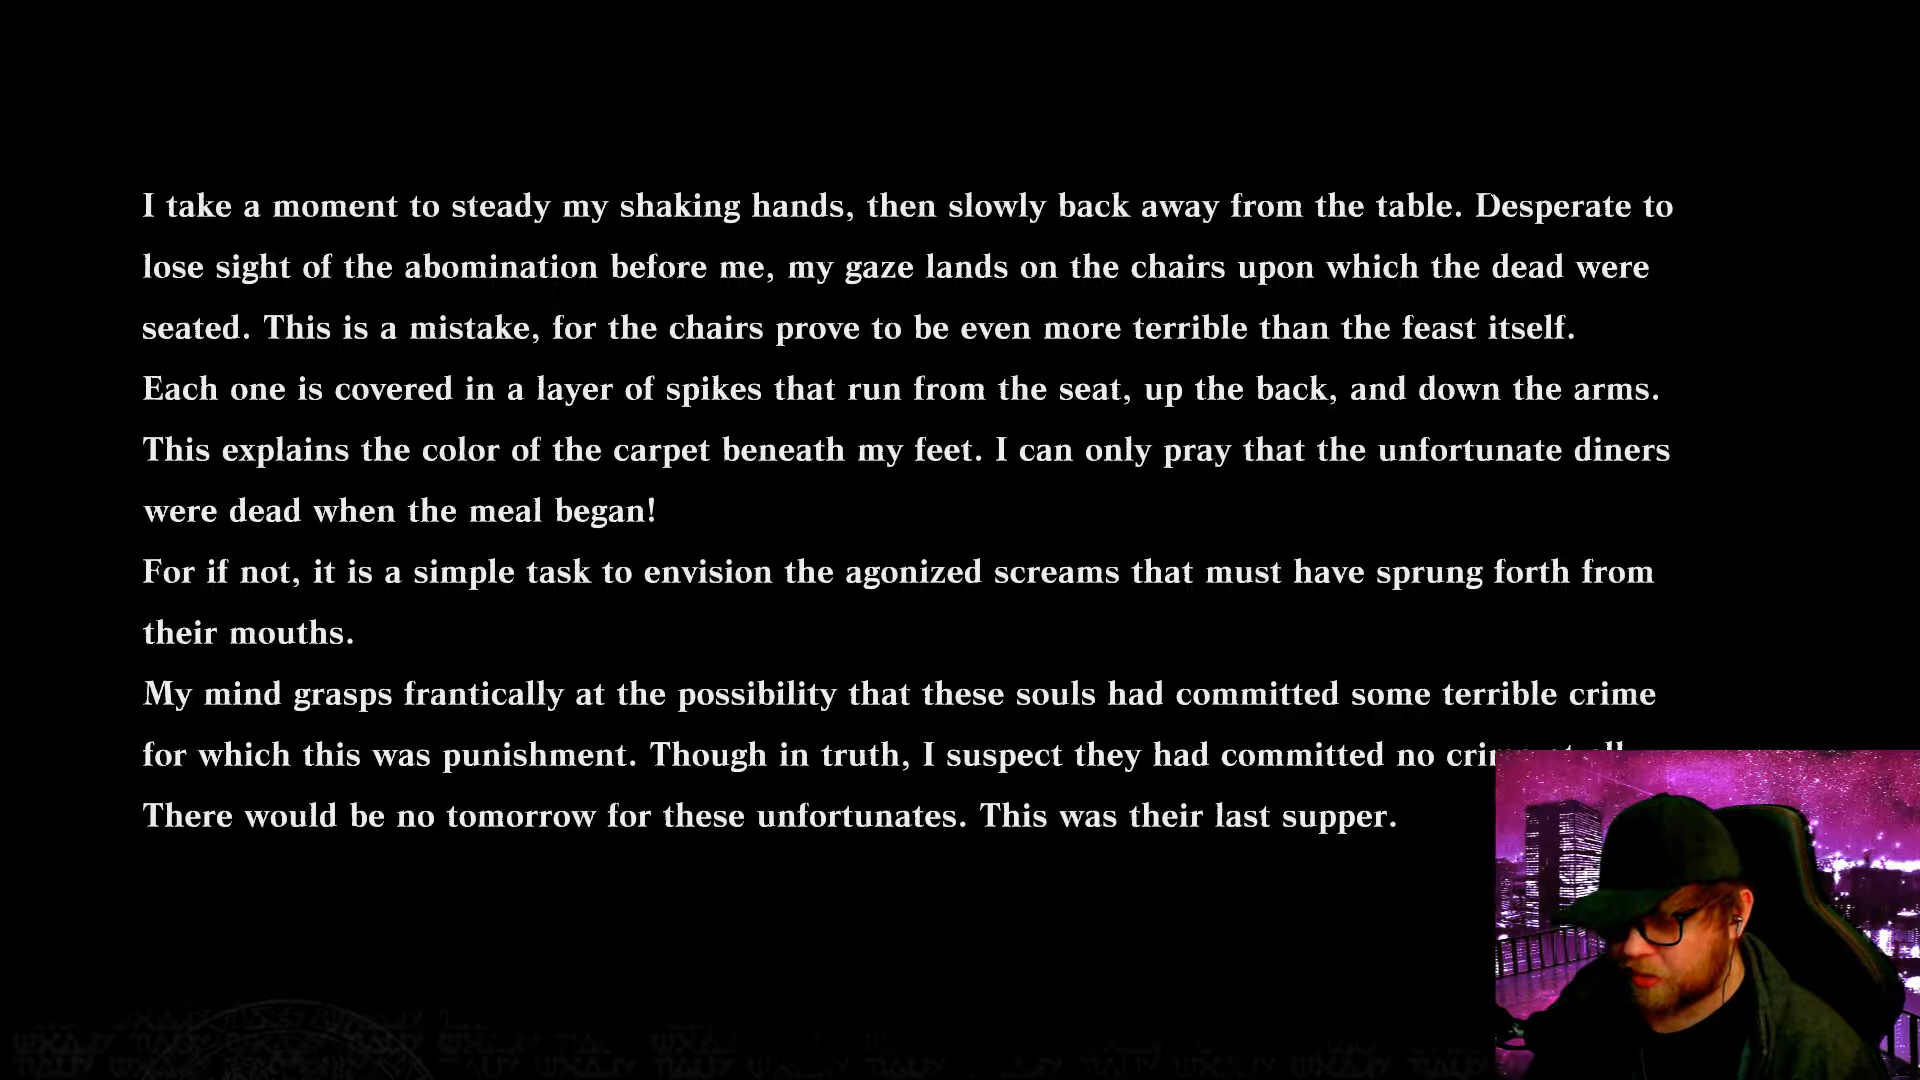 I take a moment to steady my shaking hands, then slowly back away from the table. Desperate to
lose sight of the abomination before me, my gaze lands on the chairs upon which the dead were
seated. This is a mistake, for the chairs prove to be even more terrible than the feast itself.
Each one is covered in a layer of spikes that run from the seat, up the back, and down the arms.
This explains the color of the carpet beneath my feet. I can only pray that the unfortunate diners
were dead when the meal began!
For if not, it is a simple task to envision the agonized screams that must have sprung forth from
their mouths.
My mind grasps frantically at the possibility that these souls had committed some terrible crime
for which this was punishment. Though in truth, I suspect they had committed no
There would be no tomorrow for these unfortunates. This was their last supper.